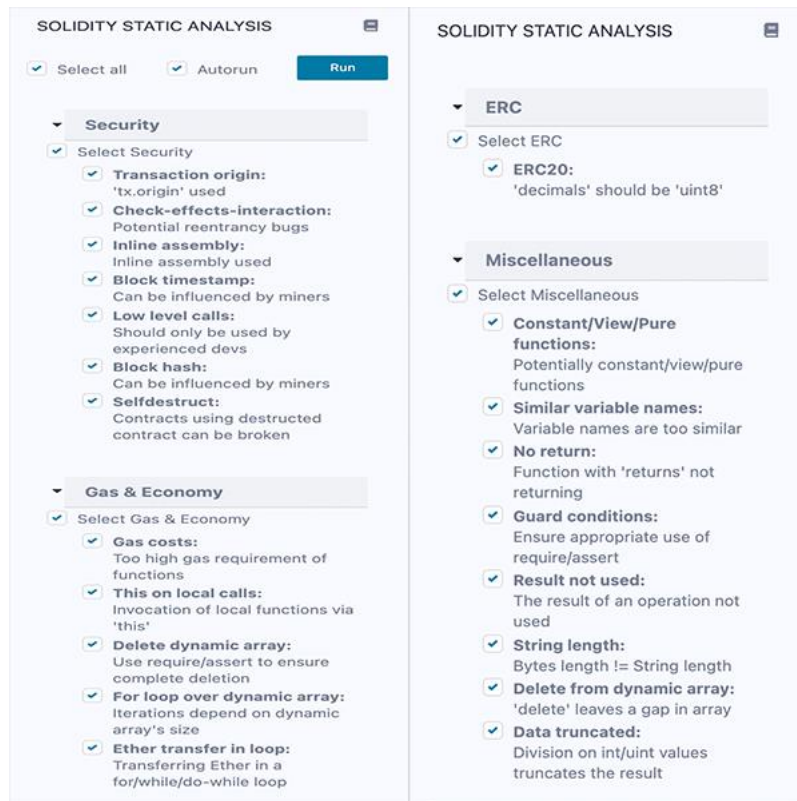 SOLIDITY STATIC ANALYSIS
Select all
Autorun
Run
Security
Select Security
Transaction origin:
'tx.origin' used
Check-effects-interaction:
Potential reentrancy bugs
Inline assembly:
Inline assembly used
Block timestamp:
Can be influenced by miners
Low level calls:
Should only be used by
experienced devs
Block hash:
Can be influenced by miners
Selfdestruct:
Contracts using destructed
contract can be broken
Gas & Economy
Select Gas & Economy
Gas costs:
Too high gas requirement of
functions
This on local calls:
Invocation of local functions via
'this'
Delete dynamic array:
Use require/assert to ensure
complete deletion
For loop over dynamic array:
Iterations depend on dynamic
array's size
Ether transfer in loop:
Transferring Ether in a
for/while/do-while loop
SOLIDITY STATIC ANALYSIS
ERC
Select ERC
ERC20:
'decimals' should be 'uint8'
Miscellaneous
Select Miscellaneous
Constant/View/Pure
functions:
Potentially constant/view/pure
functions
Similar variable names:
Variable names are too similar
No return:
Function with 'returns' not
returning
Guard conditions:
Ensure appropriate use of
require/assert
Result not used:
The result of an operation not
used
String length:
Bytes length != String length
Delete from dynamic array:
'delete' leaves a gap in array
Data truncated:
Division on int/uint values
truncates the result